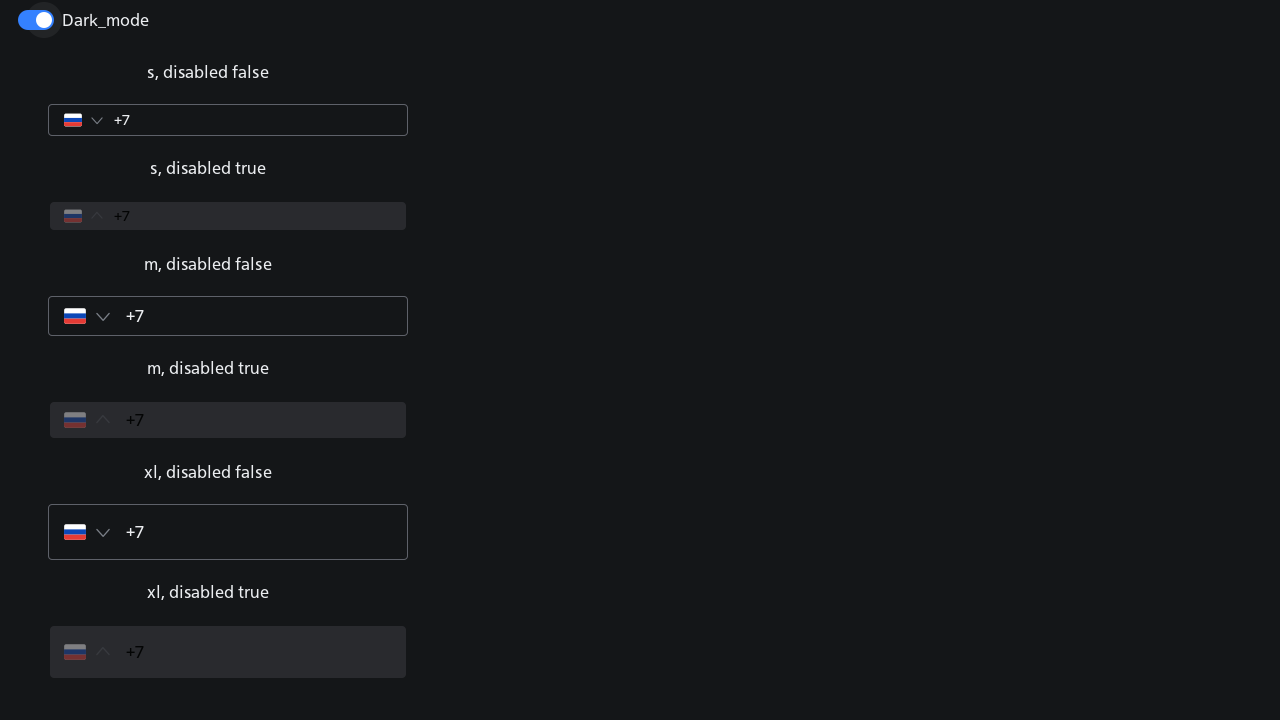 Dark_mode
s, disabled false
+7
s, disabled true
+7
m, disabled false
+7
m, disabled true
+7
xl, disabled false
+7
xl, disabled true
+7